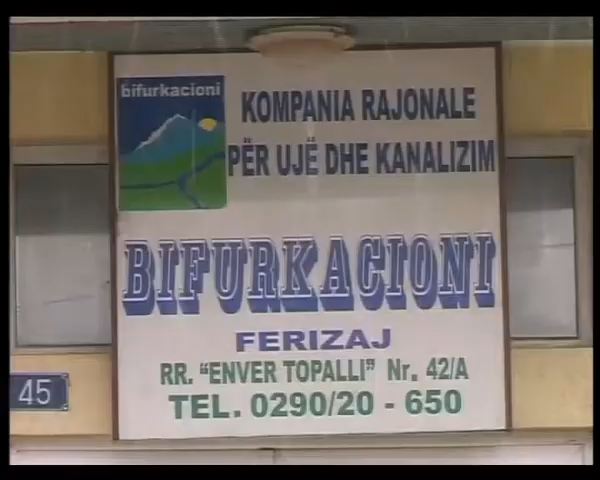 bifurkacioni
KOMPANIA RAJONALE
PËR UJË DHE KANALIZIM
BIFURKACIONI
FERIZAJ
RR. "ENVER TOPALLI" Nr. 42/A
TEL. 0290/20 - 650
45